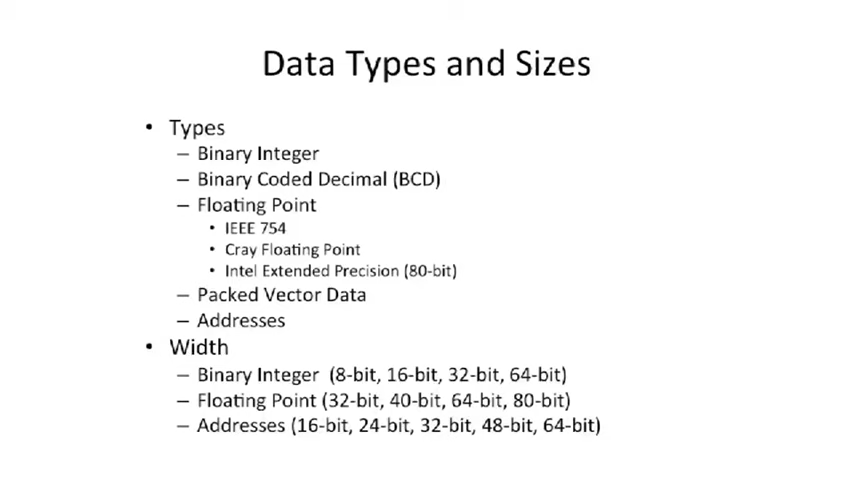 Data Types and Sizes
• Types
– Binary Integer
– Binary Coded Decimal (BCD)
– Floating Point
• IEEE 754
• Cray Floating Point
• Intel Extended Precision (80-bit)
– Packed Vector Data
– Addresses
• Width
– Binary Integer (8-bit, 16-bit, 32-bit, 64-bit)
– Floating Point (32-bit, 40-bit, 64-bit, 80-bit)
– Addresses (16-bit, 24-bit, 32-bit, 48-bit, 64-bit)